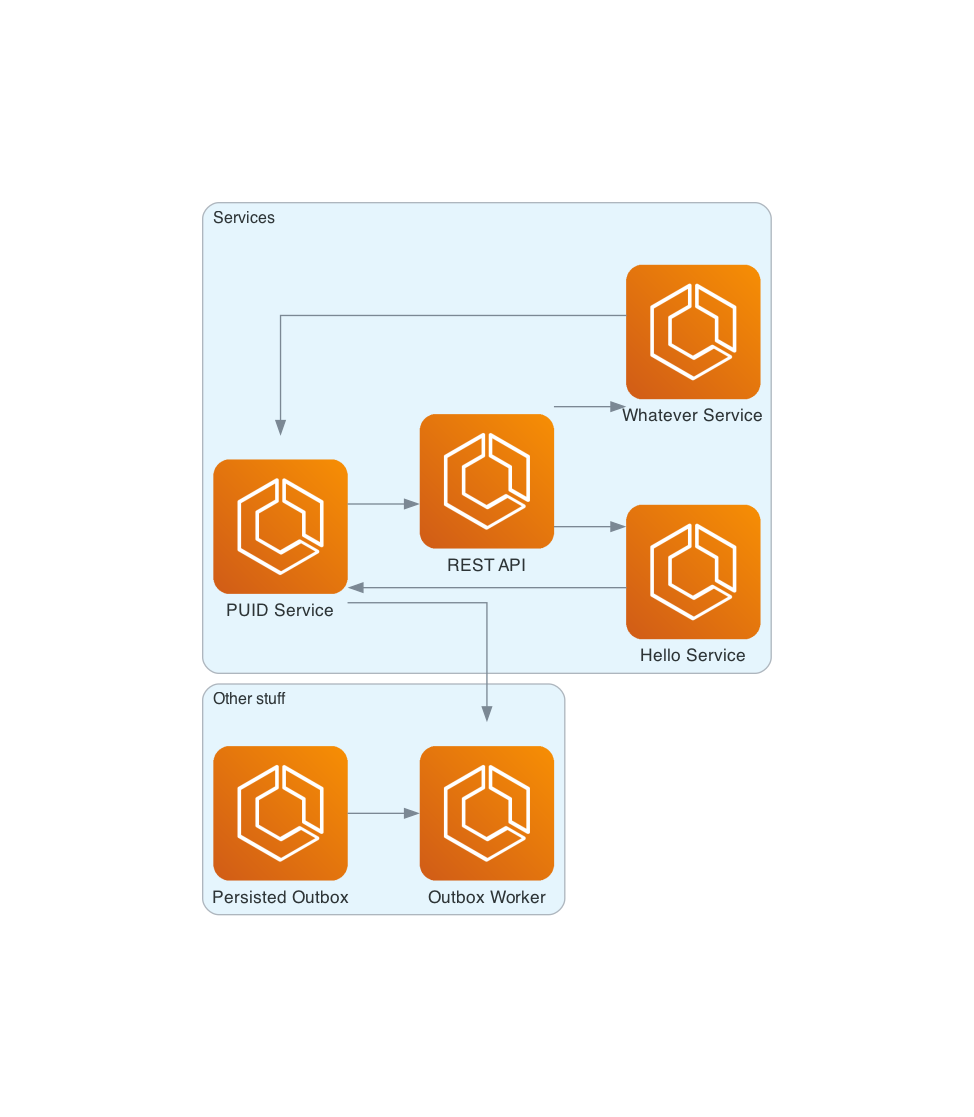 Services
Whatever Service
REST API
PUID Service
Hello Service
Other stuff
Persisted Outbox
Outbox Worker